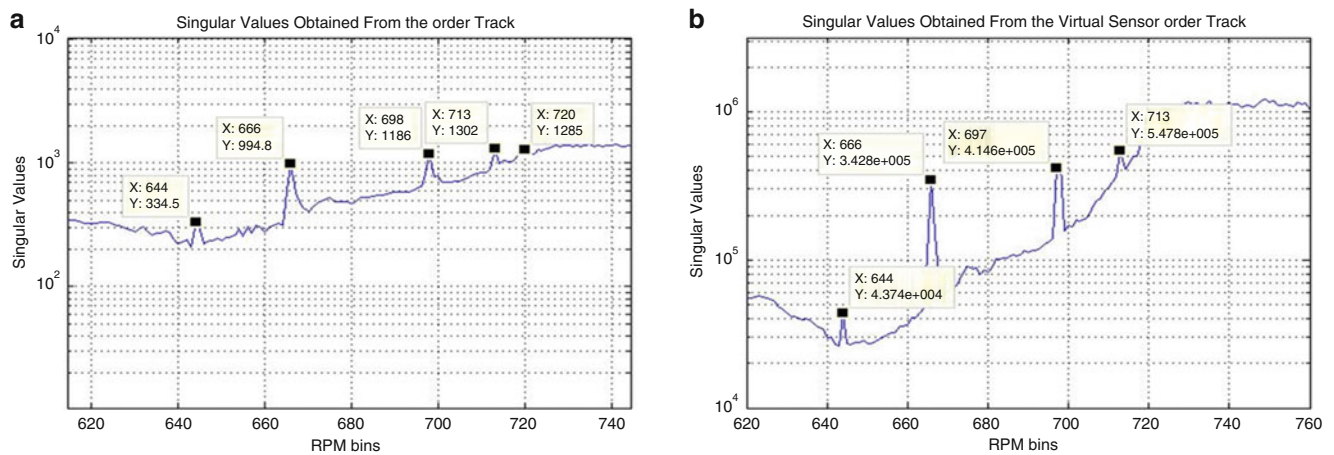 a
Singular Values Obtained From the order Track
10^4
10^3
10^2
Singular Values
X: 644
Y: 334.5
X: 666
Y: 994.8
X: 698
Y: 1186
X: 713
Y: 1302
X: 720
Y: 1285
620 640 660 680 700 720 740
RPM bins
b
Singular Values Obtained From the Virtual Sensor order Track
10^6
10^5
10^4
Singular Values
X: 666
Y: 3.428e+005
X: 697
Y: 4.146e+005
X: 713
Y: 5.478e+005
X: 644
Y: 4.374e+004
620 640 660 680 700 720 740 760
RPM bins